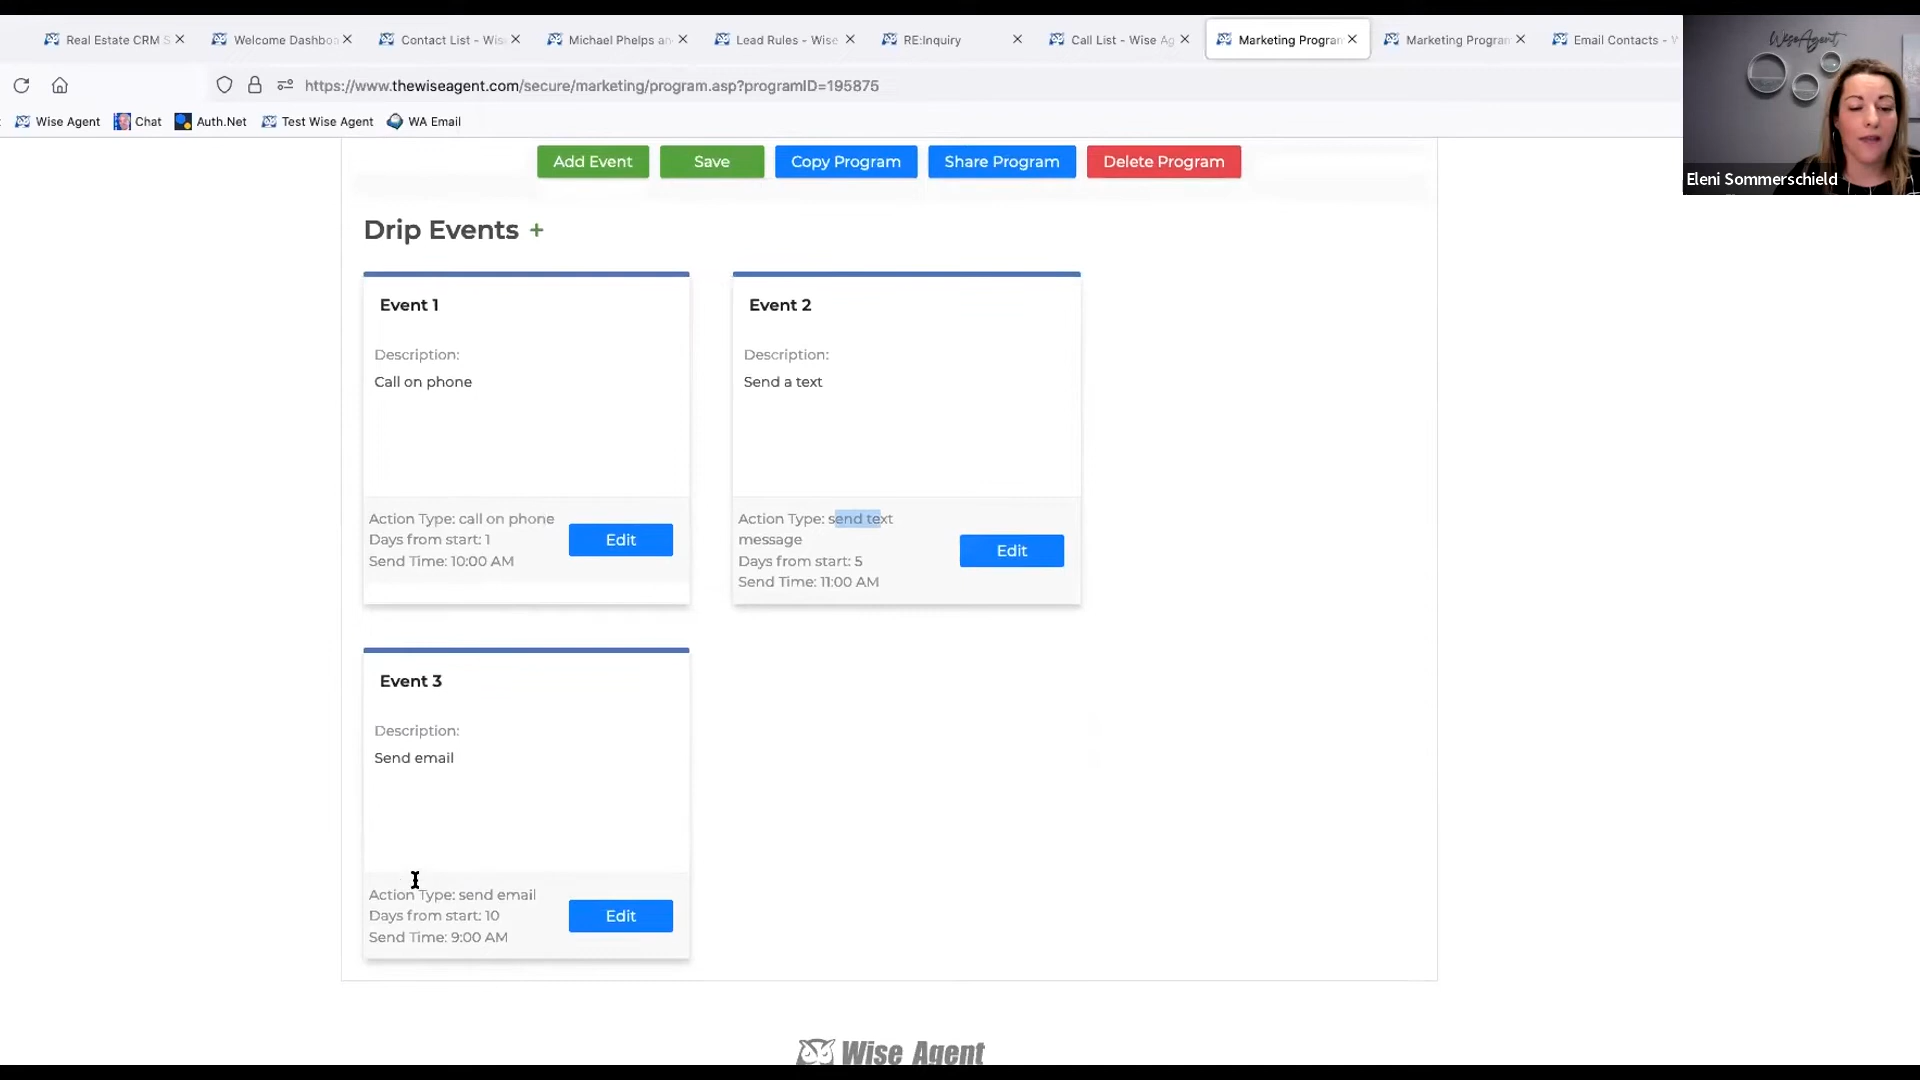 Real Estate CRM S
Welcome Dashboa
Contact List - Wis
Michael Phelps an
Lead Rules - Wise
RE:Inquiry
Call List - Wise Ag
Marketing Program
Marketing Program
Email Contacts - W
https://www.thewiseagent.com/secure/marketing/program.asp?programID=195875
Wise Agent
Chat
Auth.Net
Test Wise Agent
WA Email
WiseAgent
Eleni Sommerschield
Add Event
Save
Copy Program
Share Program
Delete Program
Drip Events +
Event 1
Description:
Call on phone
Action Type: call on phone
Days from start: 1
Send Time: 10:00 AM
Edit
Event 2
Description:
Send a text
Action Type: send text
message
Days from start: 5
Send Time: 11:00 AM
Edit
Event 3
Description:
Send email
Action Type: send email
Days from start: 10
Send Time: 9:00 AM
Edit
Wise Agent